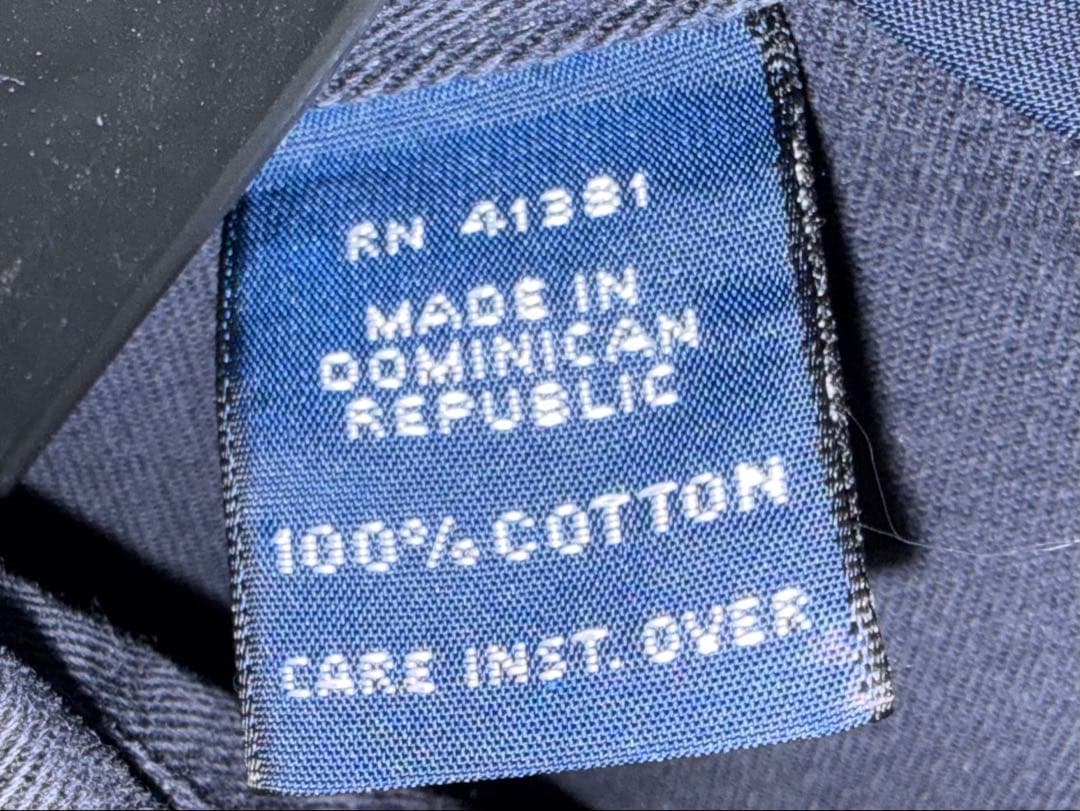 RN 41381
MADE IN
DOMINICAN
REPUBLIC
100% COTTON
CARE INST. OVER